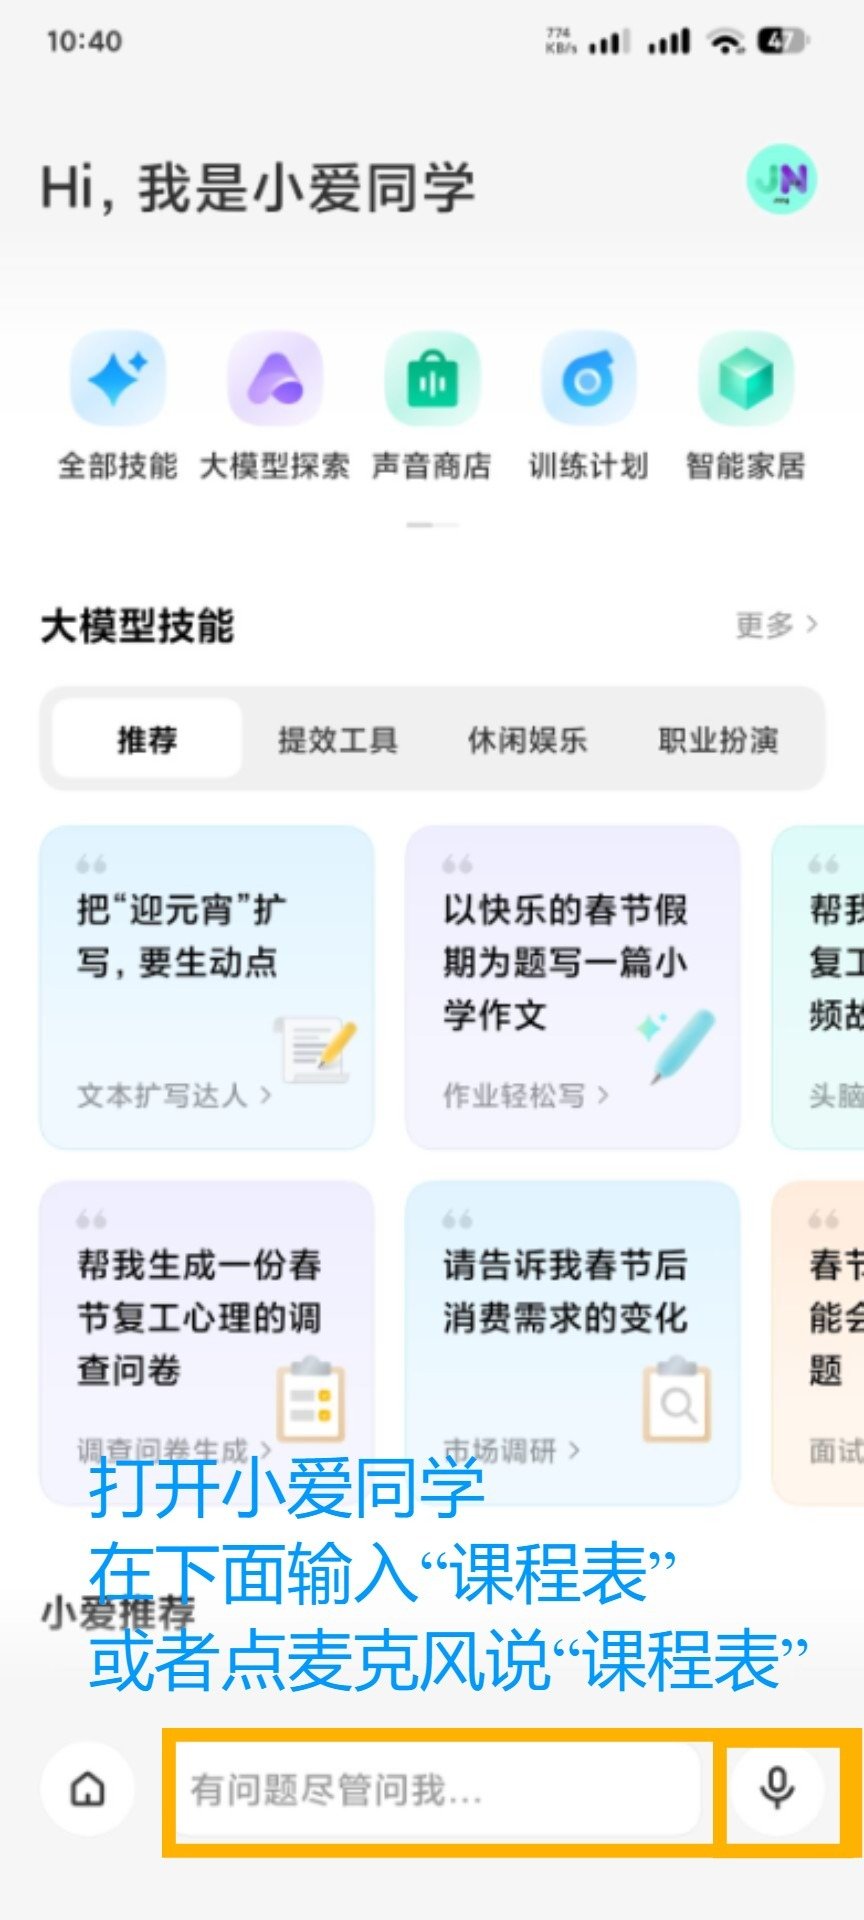 10:40
774
KB/s
47
Hi, 我是小爱同学
JN
全部技能
大模型探索
声音商店
训练计划
智能家居
大模型技能
更多 >
推荐
提效工具
休闲娱乐
职业扮演
把“迎元宵”扩
写，要生动点
文本扩写达人 >
以快乐的春节假
期为题写一篇小
学作文
作业轻松写 >
帮我
复工
频故
头脑
帮我生成一份春
节复工心理的调
查问卷
调查问卷生成 >
请告诉我春节后
消费需求的变化
市场调研 >
春节
能会
题
面试
打开小爱同学
在下面输入“课程表”
小爱推荐
或者点麦克风说“课程表”
有问题尽管问我...